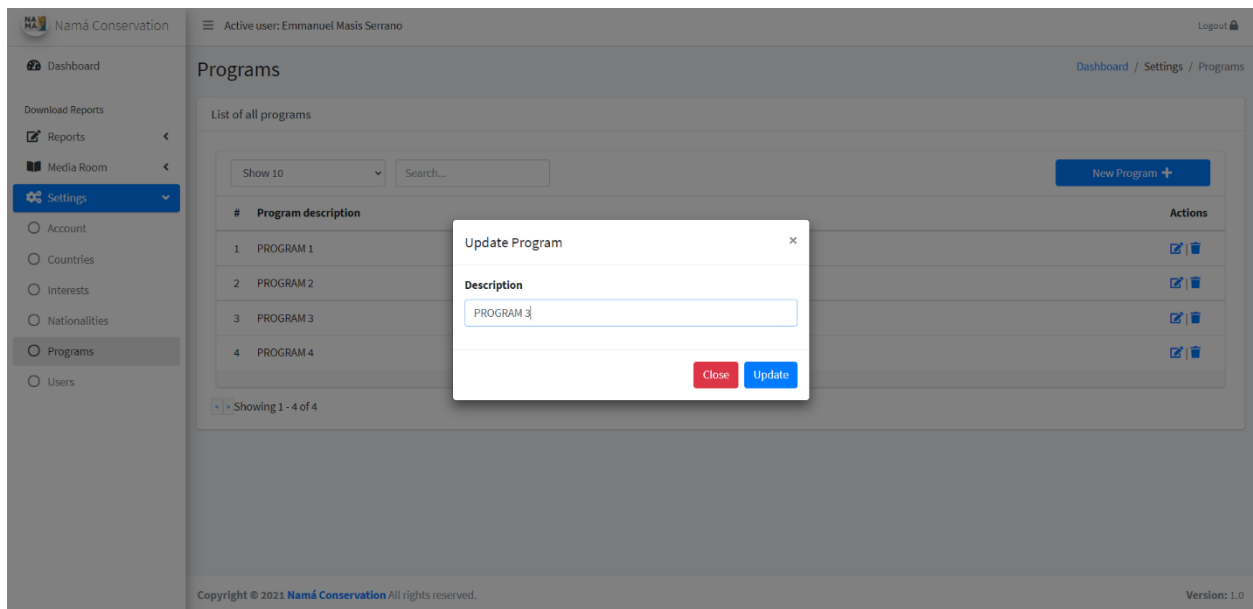 NA
MÁ
Namá Conservation
Active user: Emmanuel Masis Serrano
Logout
Dashboard
Download Reports
Reports
Media Room
Settings
Account
Countries
Interests
Nationalities
Programs
Users
Programs
Dashboard / Settings / Programs
List of all programs
Show 10
Search...
New Program +
# Program description Actions
1 PROGRAM 1
2 PROGRAM 2
3 PROGRAM 3
4 PROGRAM 4
< > Showing 1 - 4 of 4
Update Program ×
Description
PROGRAM 3
Close Update
Copyright © 2021 Namá Conservation All rights reserved.
Version: 1.0